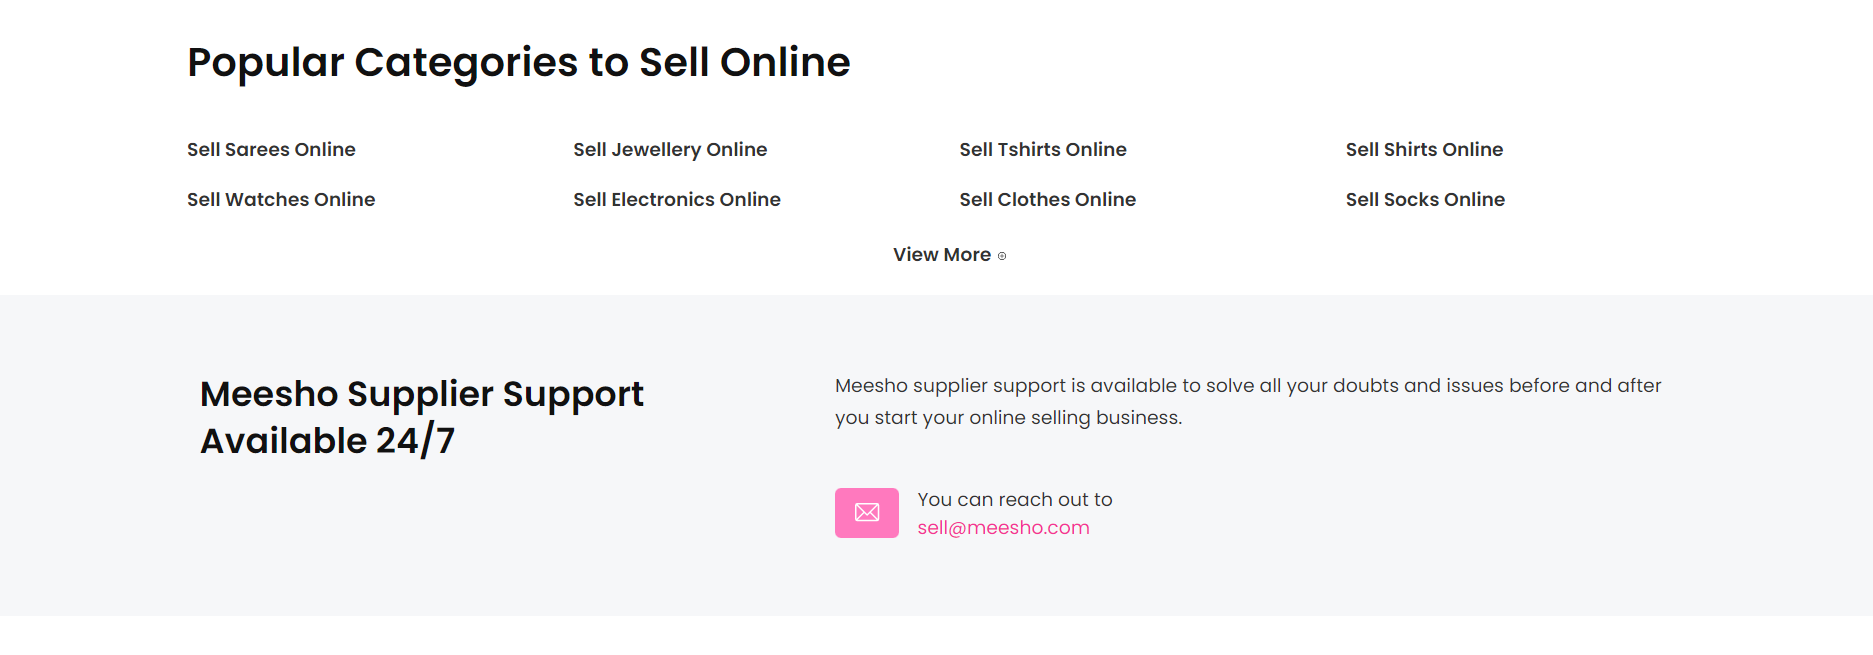 Popular Categories to Sell Online
Sell Sarees Online
Sell Jewellery Online
Sell Tshirts Online
Sell Shirts Online
Sell Watches Online
Sell Electronics Online
Sell Clothes Online
Sell Socks Online
View More
Meesho Supplier Support
Available 24/7
Meesho supplier support is available to solve all your doubts and issues before and after
you start your online selling business.
You can reach out to
sell@meesho.com